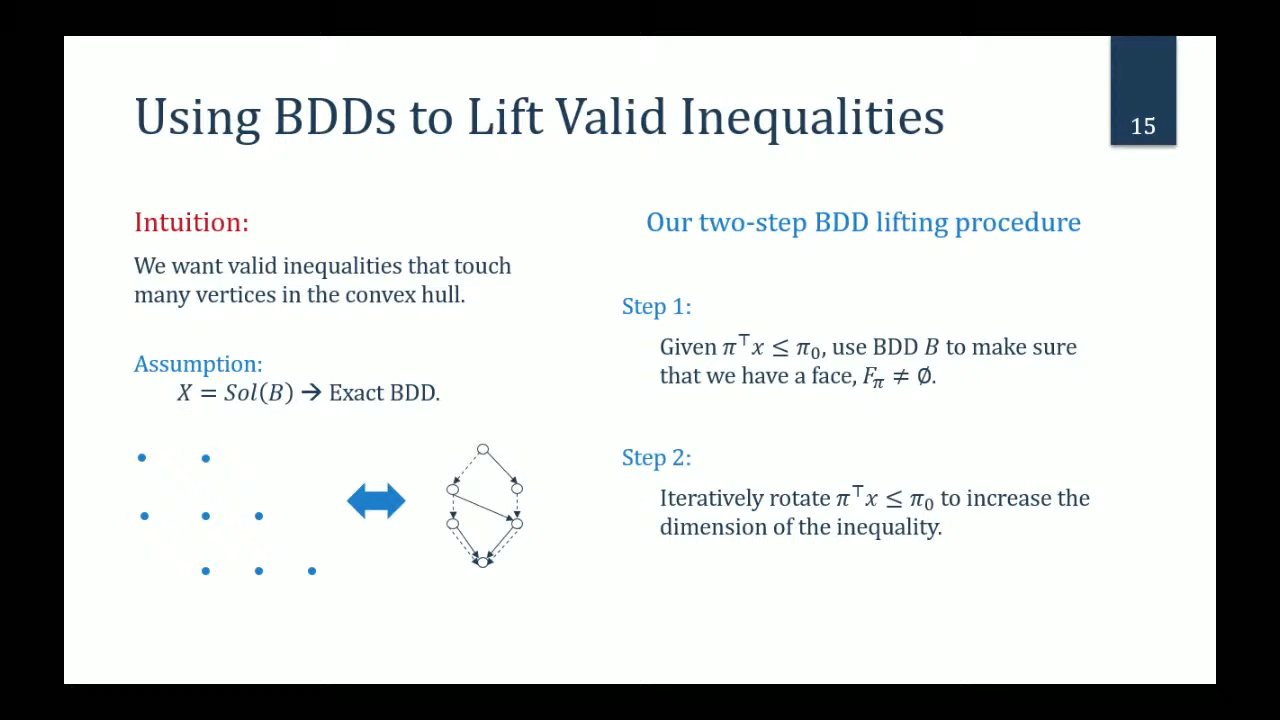 Using BDDs to Lift Valid Inequalities
15
Intuition:
We want valid inequalities that touch
many vertices in the convex hull.
Assumption:
X = Sol(B) → Exact BDD.
Our two-step BDD lifting procedure
Step 1:
Given π⊤x ≤ π₀, use BDD B to make sure
that we have a face, Fπ ≠ ∅.
Step 2:
Iteratively rotate π⊤x ≤ π₀ to increase the
dimension of the inequality.